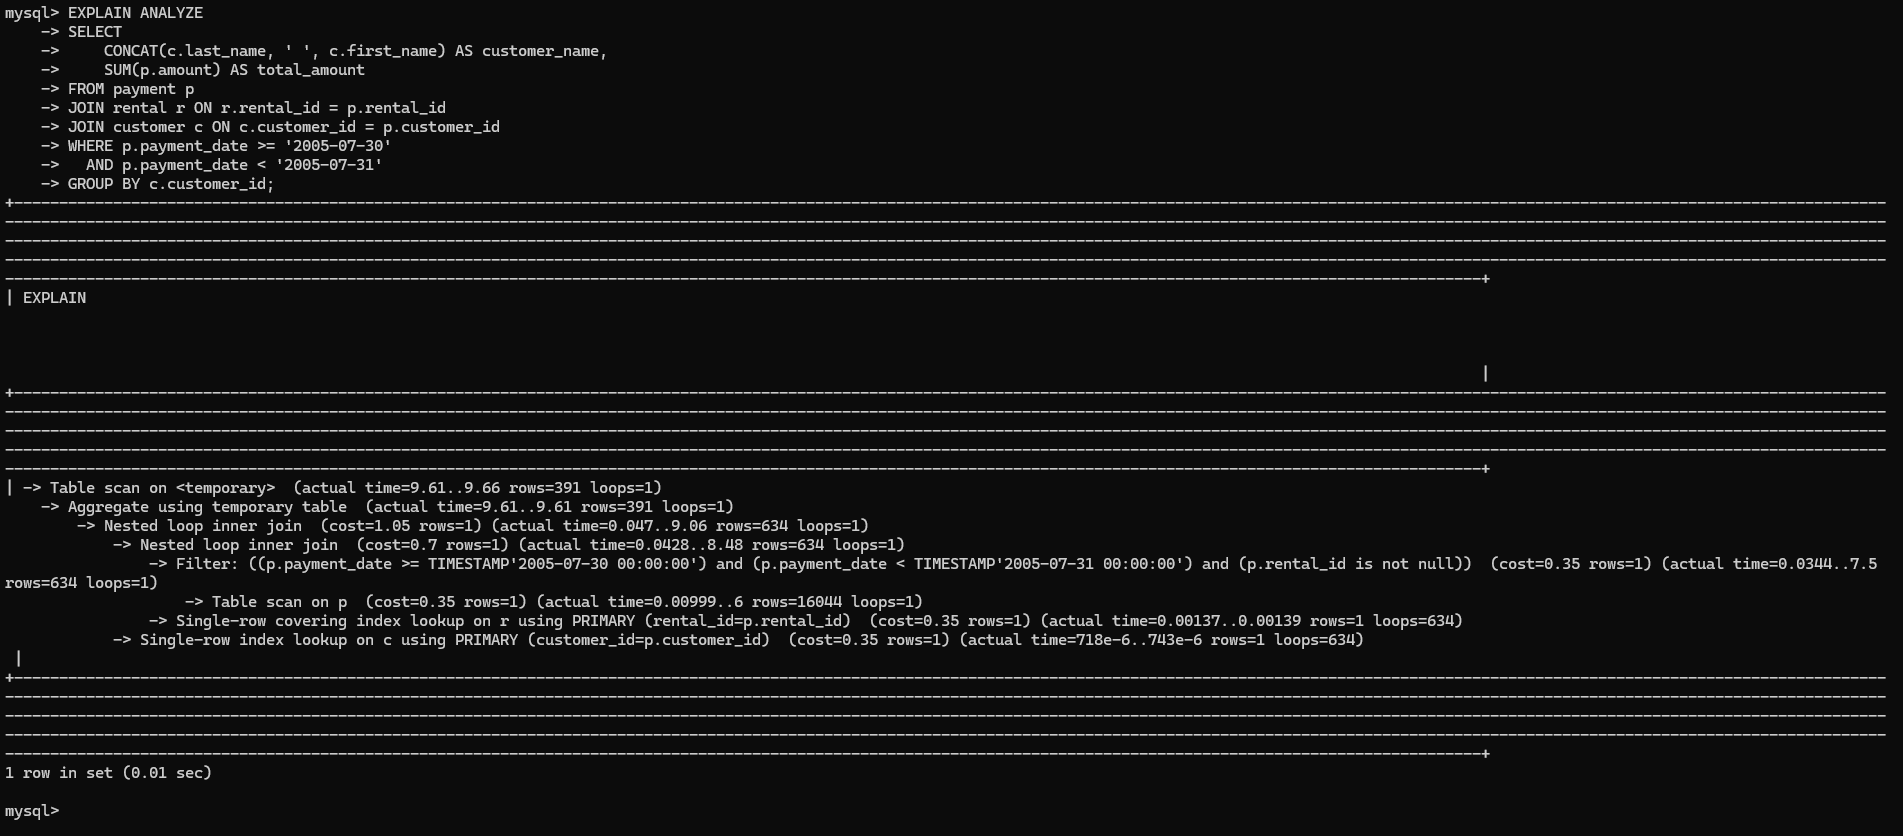 mysql> EXPLAIN ANALYZE
    -> SELECT
    ->     CONCAT(c.last_name, ' ', c.first_name) AS customer_name,
    ->     SUM(p.amount) AS total_amount
    -> FROM payment p
    -> JOIN rental r ON r.rental_id = p.rental_id
    -> JOIN customer c ON c.customer_id = p.customer_id
    -> WHERE p.payment_date >= '2005-07-30'
    ->   AND p.payment_date < '2005-07-31'
    -> GROUP BY c.customer_id;
| EXPLAIN
|
| -> Table scan on <temporary>  (actual time=9.61..9.66 rows=391 loops=1)
    -> Aggregate using temporary table  (actual time=9.61..9.61 rows=391 loops=1)
        -> Nested loop inner join  (cost=1.05 rows=1) (actual time=0.047..9.06 rows=634 loops=1)
            -> Nested loop inner join  (cost=0.7 rows=1) (actual time=0.0428..8.48 rows=634 loops=1)
                -> Filter: ((p.payment_date >= TIMESTAMP'2005-07-30 00:00:00') and (p.payment_date < TIMESTAMP'2005-07-31 00:00:00') and (p.rental_id is not null))  (cost=0.35 rows=1) (actual time=0.0344..7.5
rows=634 loops=1)
                    -> Table scan on p  (cost=0.35 rows=1) (actual time=0.00999..6 rows=16044 loops=1)
                -> Single-row covering index lookup on r using PRIMARY (rental_id=p.rental_id)  (cost=0.35 rows=1) (actual time=0.00137..0.00139 rows=1 loops=634)
            -> Single-row index lookup on c using PRIMARY (customer_id=p.customer_id)  (cost=0.35 rows=1) (actual time=718e-6..743e-6 rows=1 loops=634)
 |
1 row in set (0.01 sec)
mysql>